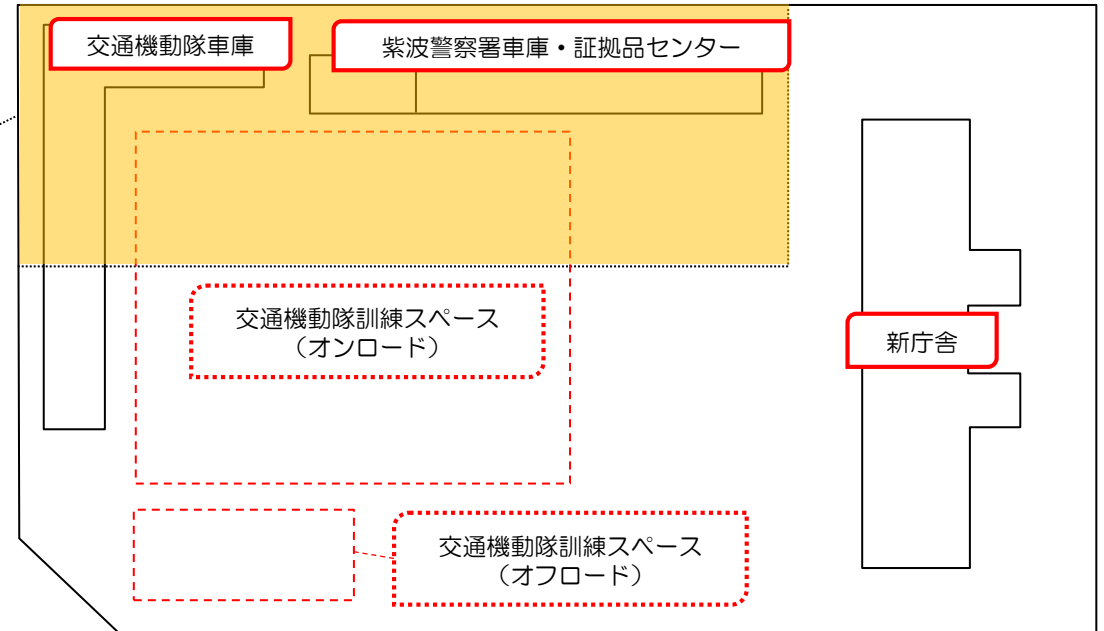 交通機動隊車庫
紫波警察署車庫・証拠品センター
交通機動隊訓練スペース
（オンロード）
新庁舎
交通機動隊訓練スペース
（オフロード）